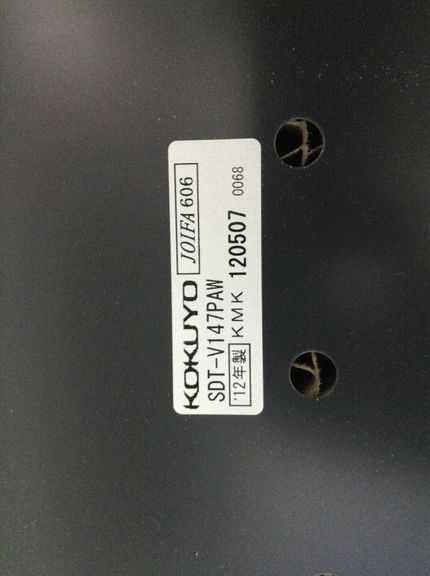 KOKUYO JOIFA 606
SDT-V147PAW
'12年製 KMK 120507 0068